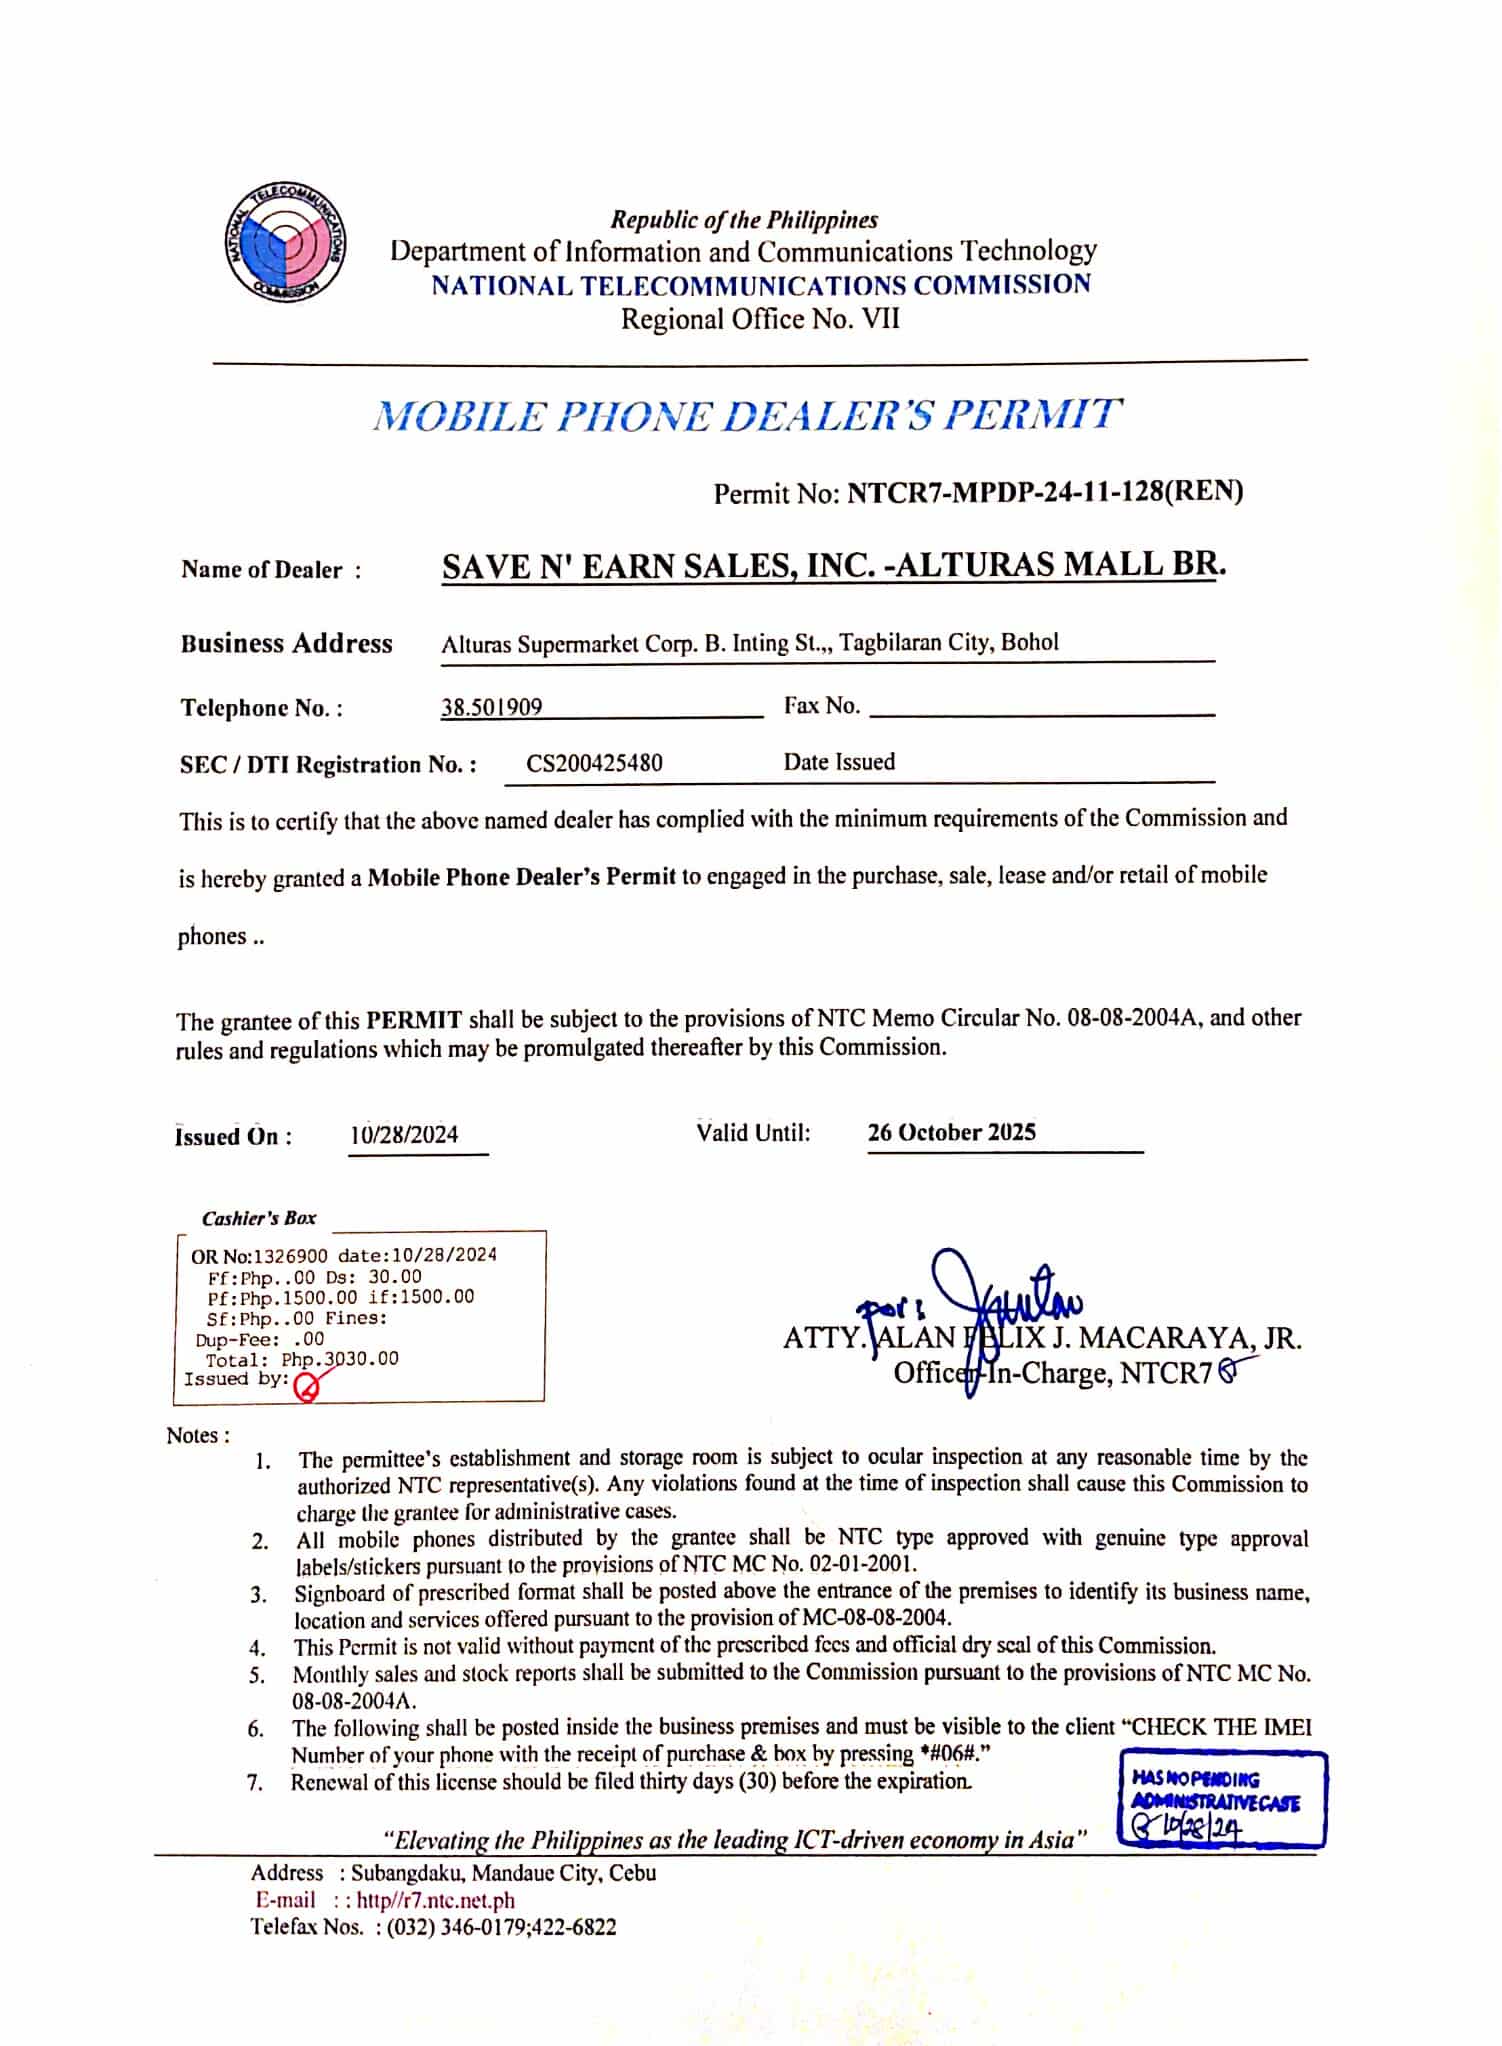 NATIONAL TELECOMMUNICATIONS COMMISSION
Republic of the Philippines
Department of Information and Communications Technology
NATIONAL TELECOMMUNICATIONS COMMISSION
Regional Office No. VII
MOBILE PHONE DEALER'S PERMIT
Permit No: NTCR7-MPDP-24-11-128(REN)
Name of Dealer : SAVE N' EARN SALES, INC. -ALTURAS MALL BR.
Business Address Alturas Supermarket Corp. B. Inting St.,,, Tagbilaran City, Bohol
Telephone No. : 38.501909 Fax No.
SEC / DTI Registration No. : CS200425480 Date Issued
This is to certify that the above named dealer has complied with the minimum requirements of the Commission and
is hereby granted a Mobile Phone Dealer's Permit to engaged in the purchase, sale, lease and/or retail of mobile
phones ..
The grantee of this PERMIT shall be subject to the provisions of NTC Memo Circular No. 08-08-2004A, and other
rules and regulations which may be promulgated thereafter by this Commission.
Issued On : 10/28/2024 Valid Until: 26 October 2025
Cashier's Box
OR No:1326900 date:10/28/2024
Ff:Php..00 Ds: 30.00
Pf:Php.1500.00 if:1500.00
Sf:Php..00 Fines:
Dup-Fee: .00
Total: Php.3030.00
Issued by:
por:
ATTY. ALAN FELIX J. MACARAYA, JR.
Officer-In-Charge, NTCR7
Notes :
1. The permittee's establishment and storage room is subject to ocular inspection at any reasonable time by the
authorized NTC representative(s). Any violations found at the time of inspection shall cause this Commission to
charge the grantee for administrative cases.
2. All mobile phones distributed by the grantee shall be NTC type approved with genuine type approval
labels/stickers pursuant to the provisions of NTC MC No. 02-01-2001.
3. Signboard of prescribed format shall be posted above the entrance of the premises to identify its business name,
location and services offered pursuant to the provision of MC-08-08-2004.
4. This Permit is not valid without payment of the prescribed fees and official dry seal of this Commission.
5. Monthly sales and stock reports shall be submitted to the Commission pursuant to the provisions of NTC MC No.
08-08-2004A.
6. The following shall be posted inside the business premises and must be visible to the client "CHECK THE IMEI
Number of your phone with the receipt of purchase & box by pressing *#06#."
7. Renewal of this license should be filed thirty days (30) before the expiration.
HAS NO PENDING
ADMINISTRATIVE CASE
10/28/24
"Elevating the Philippines as the leading ICT-driven economy in Asia"
Address : Subangdaku, Mandaue City, Cebu
E-mail : : http//r7.ntc.net.ph
Telefax Nos. : (032) 346-0179;422-6822